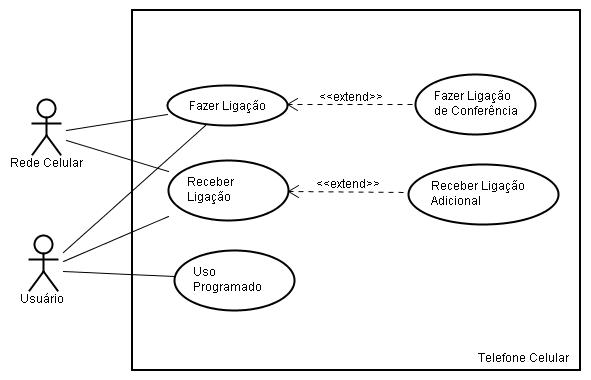 Fazer Ligação
<<extend>>
Fazer Ligação
de Conferência
Rede Celular
Receber
Ligação
<<extend>>
Receber Ligação
Adicional
Usuário
Uso
Programado
Telefone Celular